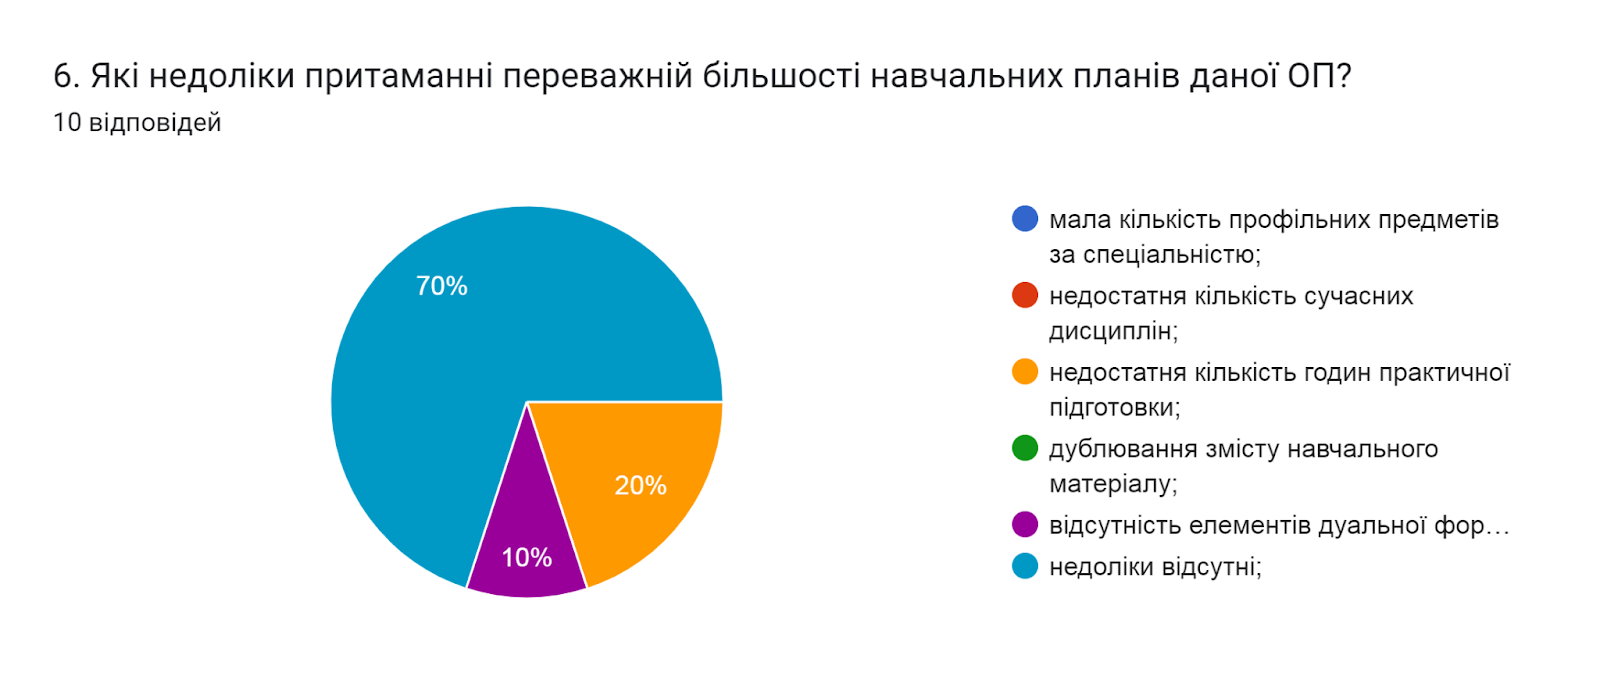 6. Які недоліки притаманні переважній більшості навчальних планів даної ОП?
10 відповідей
70%
20%
10%
мала кількість профільних предметів
за спеціальністю;
недостатня кількість сучасних
дисциплін;
недостатня кількість годин практичної
підготовки;
дублювання змісту навчального
матеріалу;
відсутність елементів дуальної фор…
недоліки відсутні;